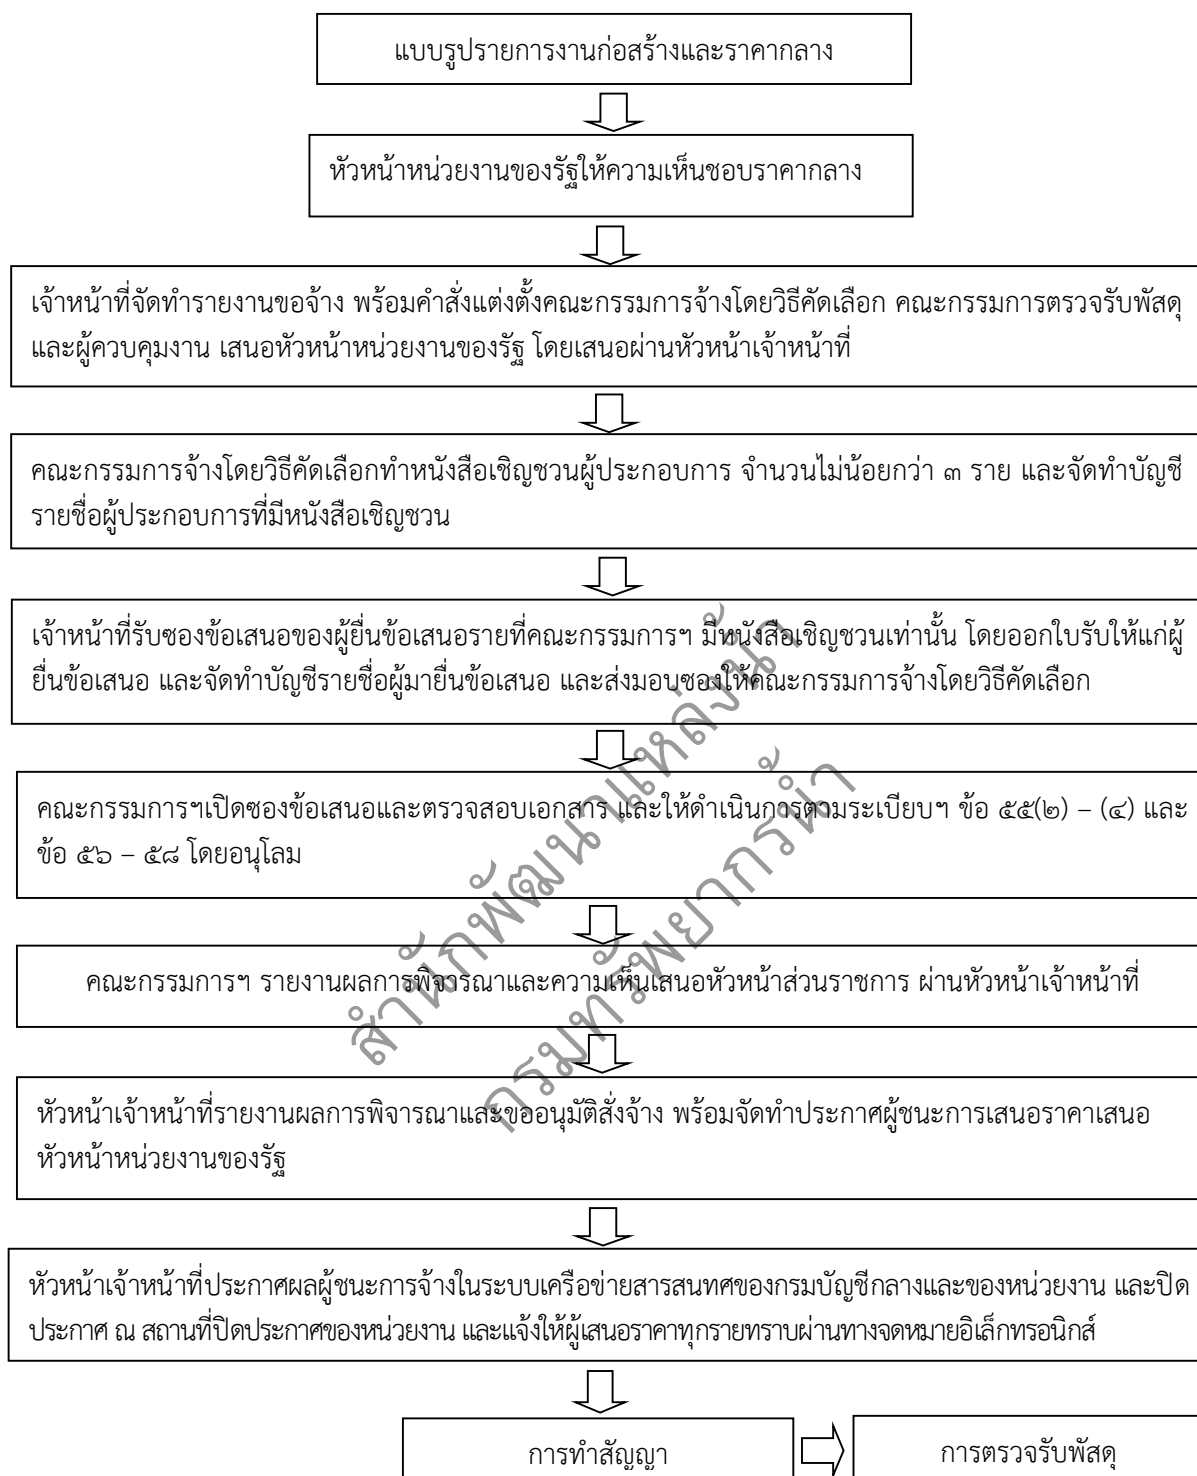 แบบรูปรายการงานก่อสร้างและราคากลาง
หัวหน้าหน่วยงานของรัฐให้ความเห็นชอบราคากลาง
เจ้าหน้าที่จัดทำรายงานขอจ้าง พร้อมคำสั่งแต่งตั้งคณะกรรมการจ้างโดยวิธีคัดเลือก คณะกรรมการตรวจรับพัสดุ
และผู้ควบคุมงาน เสนอหัวหน้าหน่วยงานของรัฐ โดยเสนอผ่านหัวหน้าเจ้าหน้าที่
คณะกรรมการจ้างโดยวิธีคัดเลือกทำหนังสือเชิญชวนผู้ประกอบการ จำนวนไม่น้อยกว่า ๓ ราย และจัดทำบัญชี
รายชื่อผู้ประกอบการที่มีหนังสือเชิญชวน
เจ้าหน้าที่รับซองข้อเสนอของผู้ยื่นข้อเสนอรายที่คณะกรรมการฯ มีหนังสือเชิญชวนเท่านั้น โดยออกใบรับให้แก่ผู้
ยื่นข้อเสนอ และจัดทำบัญชีรายชื่อผู้มายื่นข้อเสนอ และส่งมอบซองให้คณะกรรมการจ้างโดยวิธีคัดเลือก
คณะกรรมการฯเปิดซองข้อเสนอและตรวจสอบเอกสาร และให้ดำเนินการตามระเบียบฯ ข้อ ๕๕(๒) – (๔) และ
ข้อ ๕๖ – ๕๘ โดยอนุโลม
คณะกรรมการฯ รายงานผลการพิจารณาและความเห็นเสนอหัวหน้าส่วนราชการ ผ่านหัวหน้าเจ้าหน้าที่
หัวหน้าเจ้าหน้าที่รายงานผลการพิจารณาและขออนุมัติสั่งจ้าง พร้อมจัดทำประกาศผู้ชนะการเสนอราคาเสนอ
หัวหน้าหน่วยงานของรัฐ
หัวหน้าเจ้าหน้าที่ประกาศผลผู้ชนะการจ้างในระบบเครือข่ายสารสนทศของกรมบัญชีกลางและของหน่วยงาน และปิด
ประกาศ ณ สถานที่ปิดประกาศของหน่วยงาน และแจ้งให้ผู้เสนอราคาทุกรายทราบผ่านทางจดหมายอิเล็กทรอนิกส์
การทำสัญญา
การตรวจรับพัสดุ
สำนักพัฒนาแหล่งน้ำ
กรมทรัพยากรน้ำ